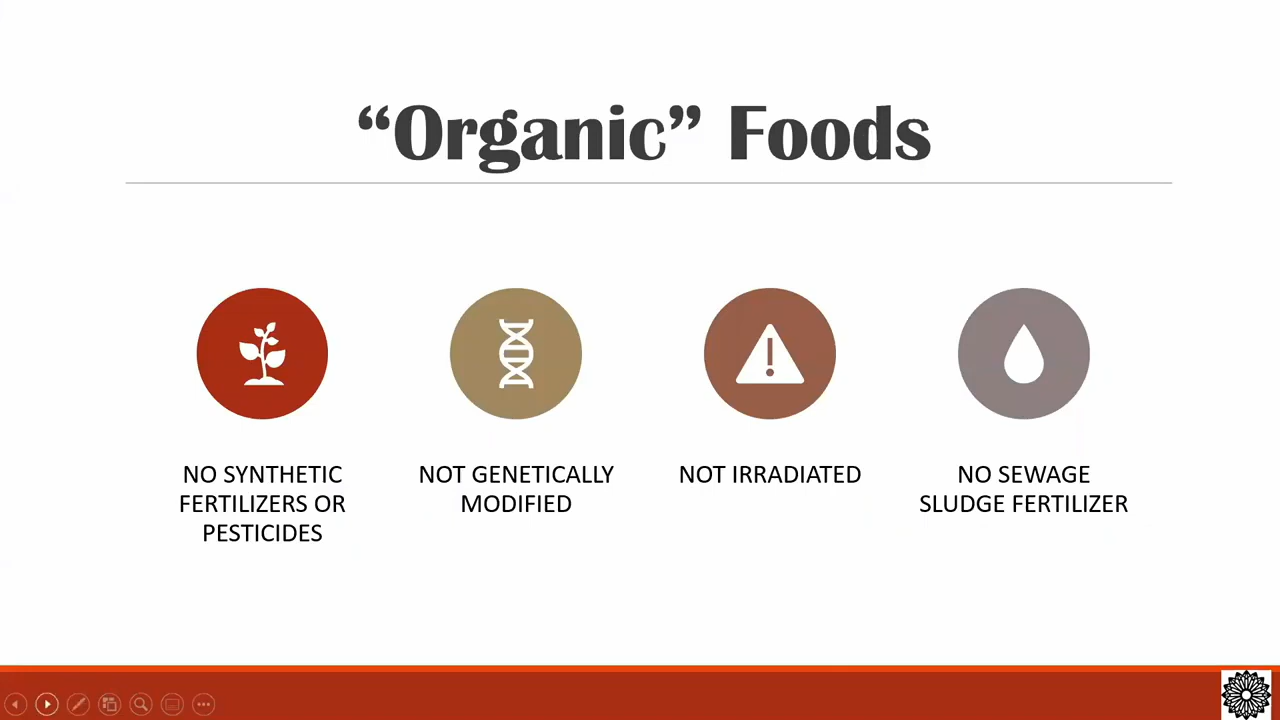 “Organic” Foods
NO SYNTHETIC
FERTILIZERS OR
PESTICIDES
NOT GENETICALLY
MODIFIED
NOT IRRADIATED
NO SEWAGE
SLUDGE FERTILIZER